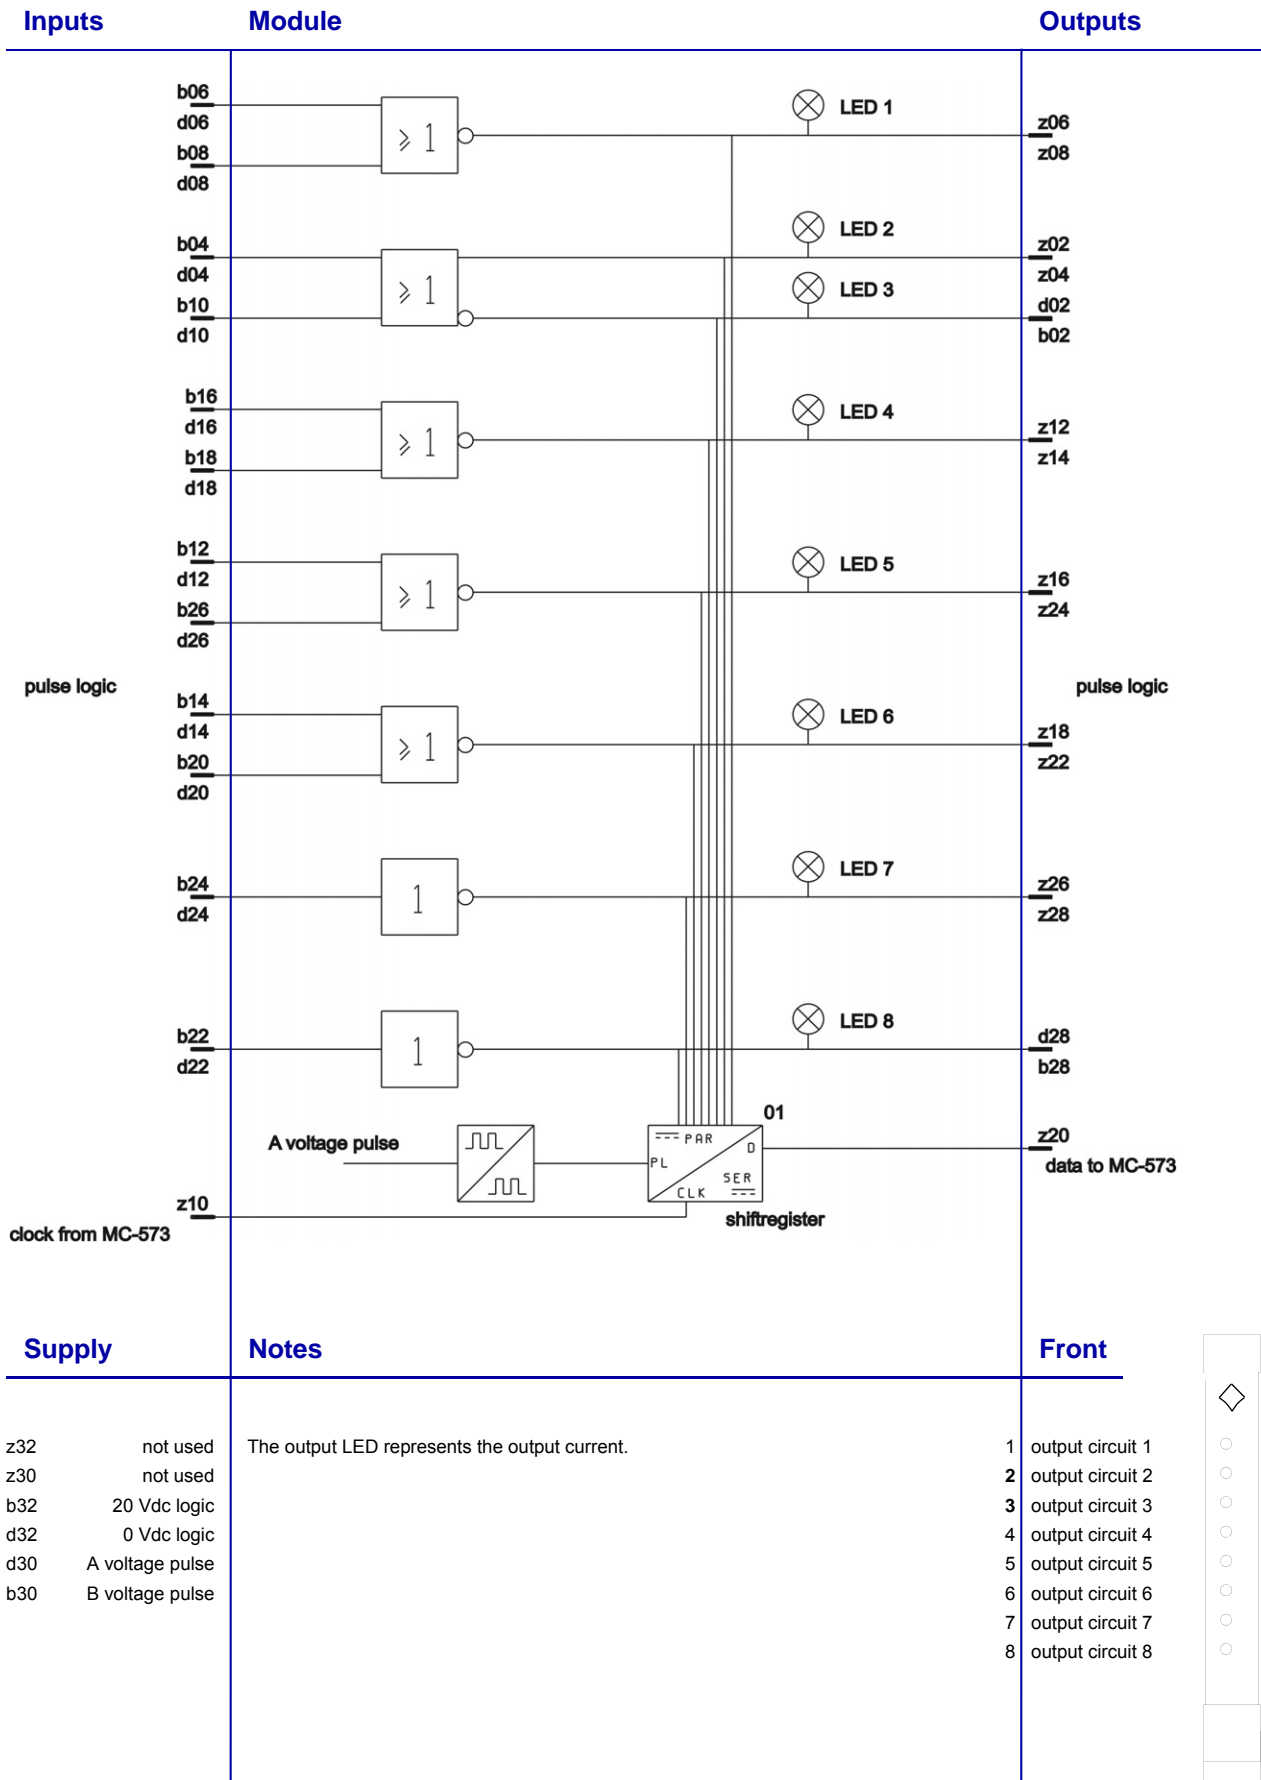 Inputs Module Outputs
b06
d06
b08
d08
≥ 1
LED 1
z06
z08
b04
d04
b10
d10
≥ 1
LED 2
LED 3
z02
z04
d02
b02
b16
d16
b18
d18
≥ 1
LED 4
z12
z14
b12
d12
b26
d26
≥ 1
LED 5
z16
z24
pulse logic
pulse logic
b14
d14
b20
d20
≥ 1
LED 6
z18
z22
b24
d24
1
LED 7
z26
z28
b22
d22
1
LED 8
d28
b28
01
A voltage pulse
PAR
D
PL
SER
CLK
shiftregister
z20
data to MC-573
z10
clock from MC-573
Supply Notes Front
z32 not used The output LED represents the output current. 1 output circuit 1
z30 not used 2 output circuit 2
b32 20 Vdc logic 3 output circuit 3
d32 0 Vdc logic 4 output circuit 4
d30 A voltage pulse 5 output circuit 5
b30 B voltage pulse 6 output circuit 6
7 output circuit 7
8 output circuit 8